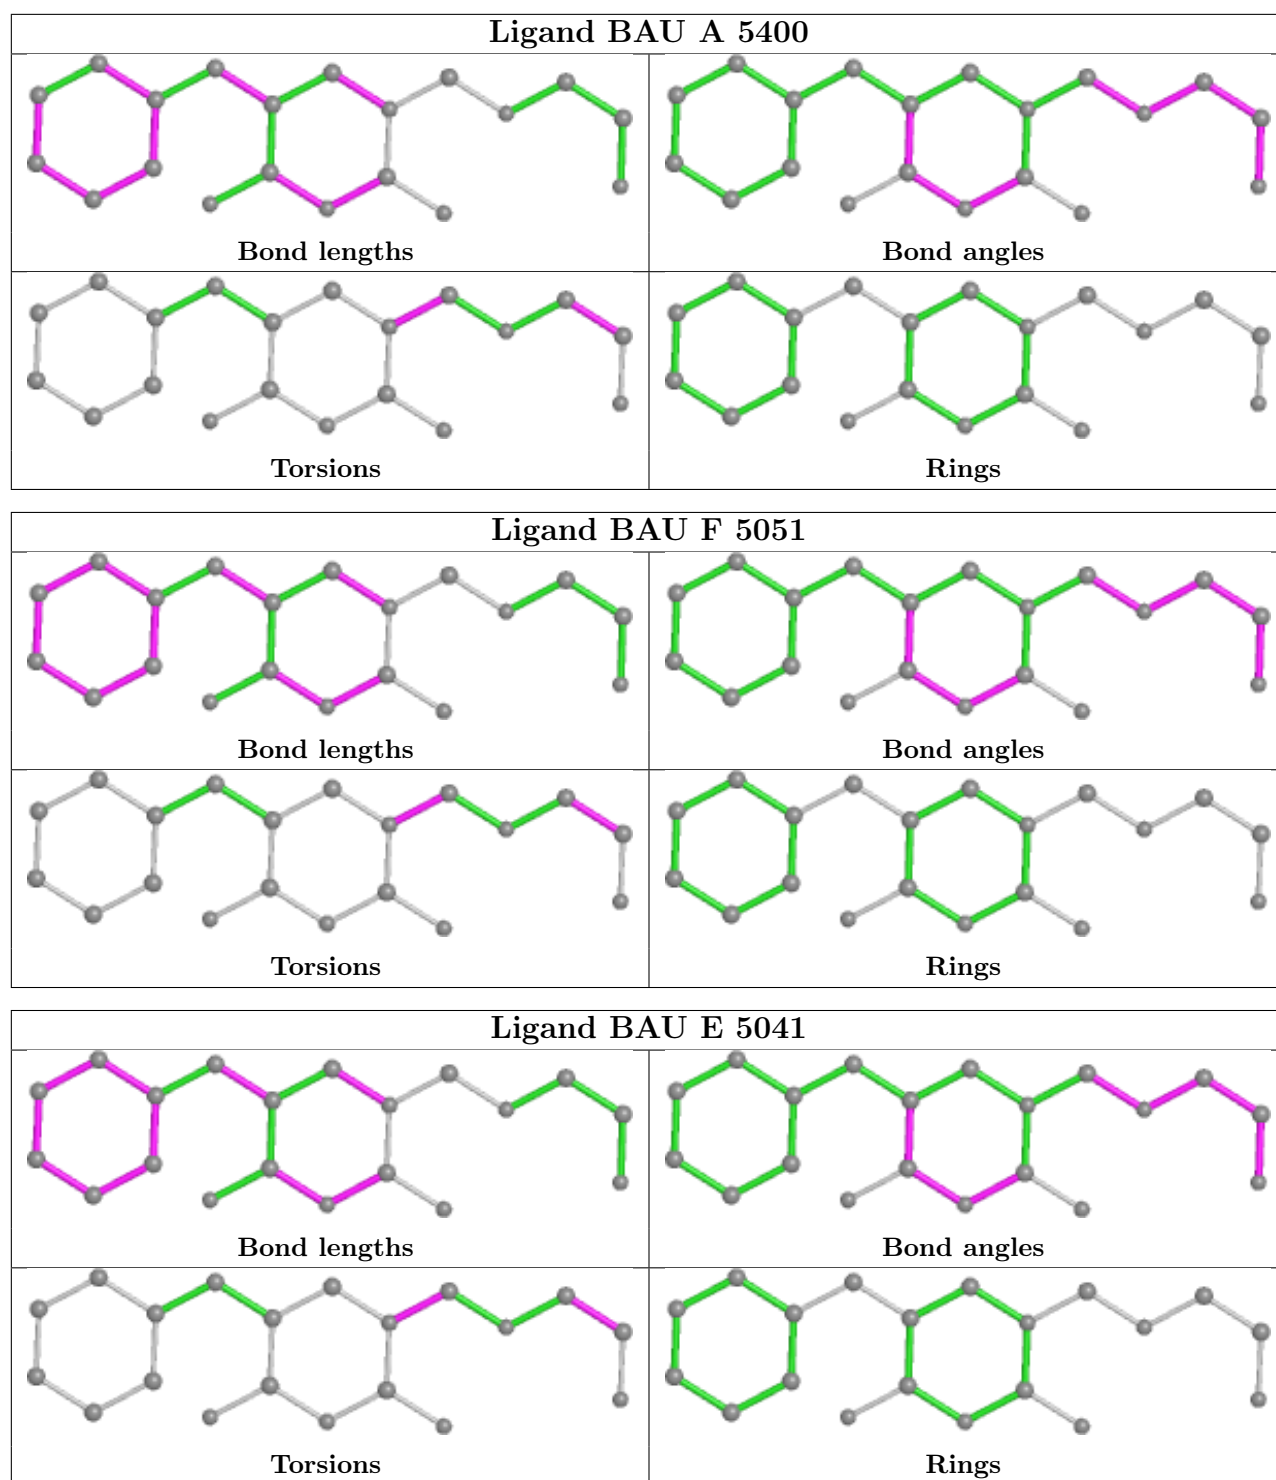 Ligand BAU A 5400
Bond lengths
Bond angles
Torsions
Rings
Ligand BAU F 5051
Bond lengths
Bond angles
Torsions
Rings
Ligand BAU E 5041
Bond lengths
Bond angles
Torsions
Rings